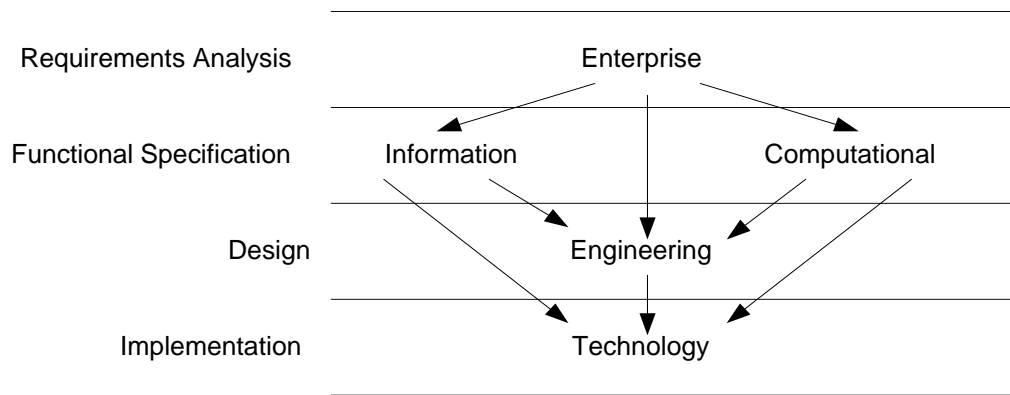 Requirements Analysis Enterprise
Functional Specification Information Computational
Design Engineering
Implementation Technology